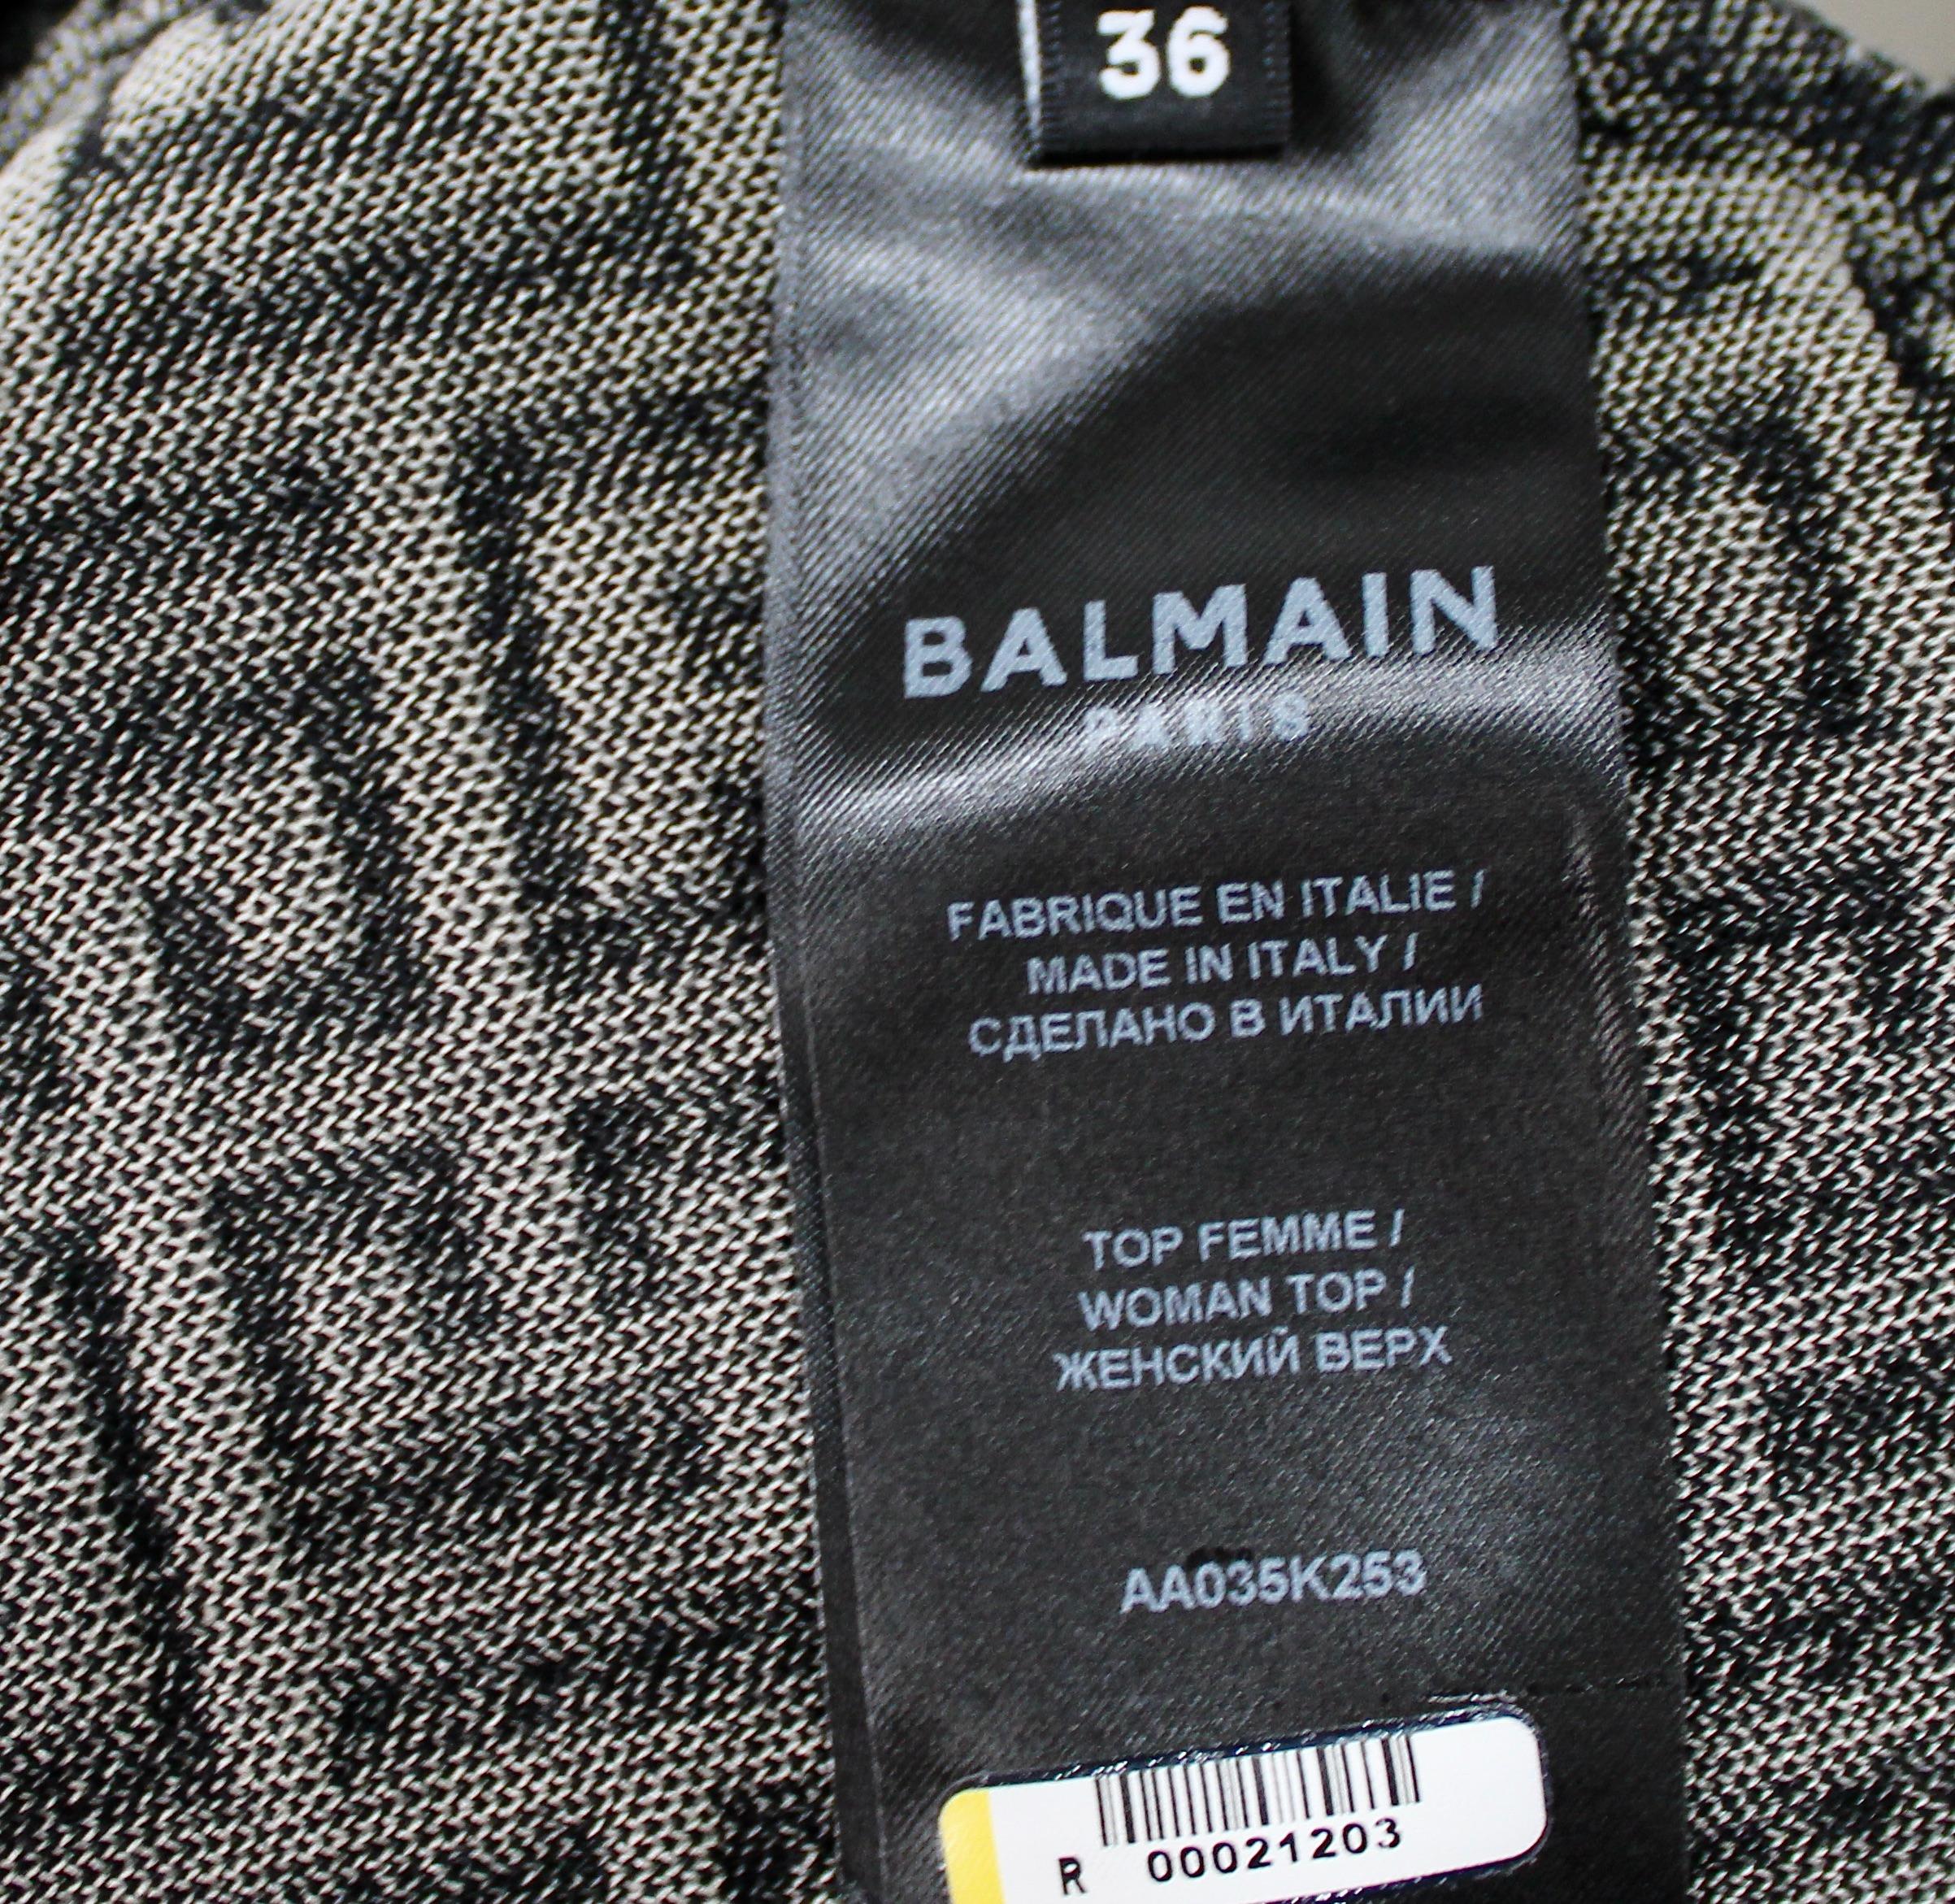 36
BALMAIN
PARIS
FABRIQUE EN ITALIE /
MADE IN ITALY /
СДЕЛАНО В ИТАЛИИ
TOP FEMME /
WOMAN TOP /
ЖЕНСКИЙ ВЕРХ
AA035K253
R 00021203